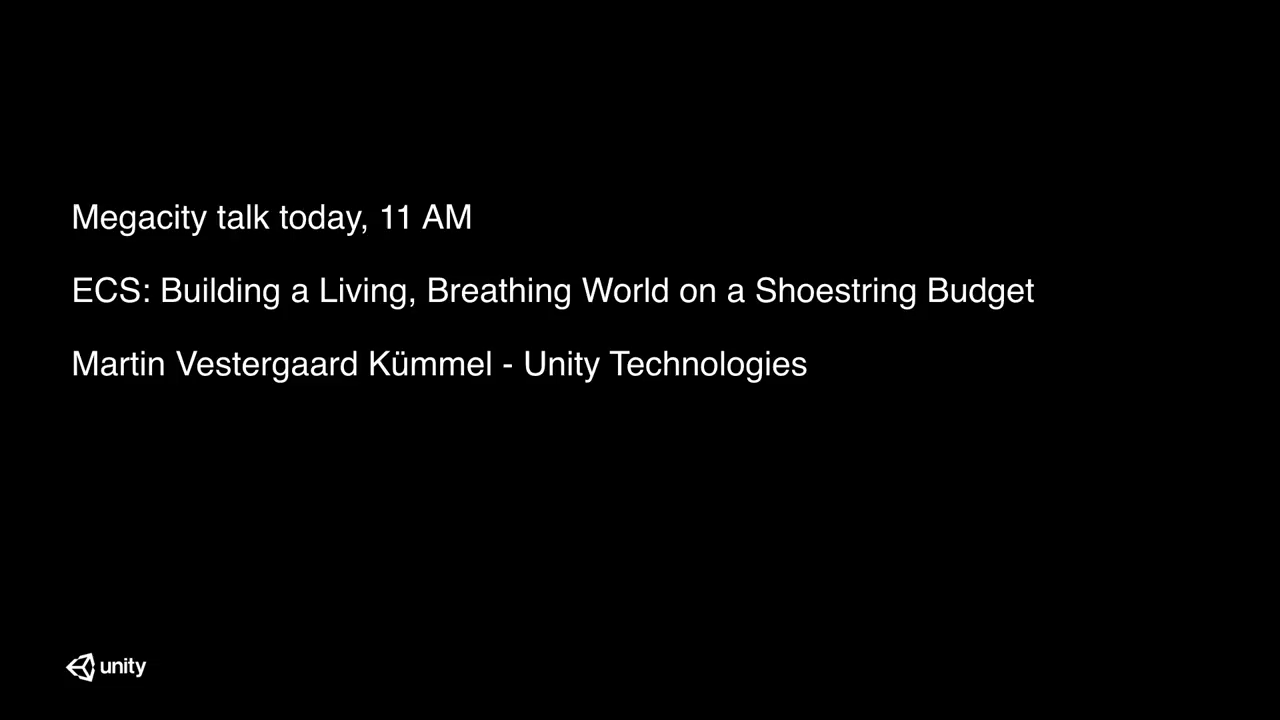 Megacity talk today, 11 AM
ECS: Building a Living, Breathing World on a Shoestring Budget
Martin Vestergaard Kümmel - Unity Technologies
unity